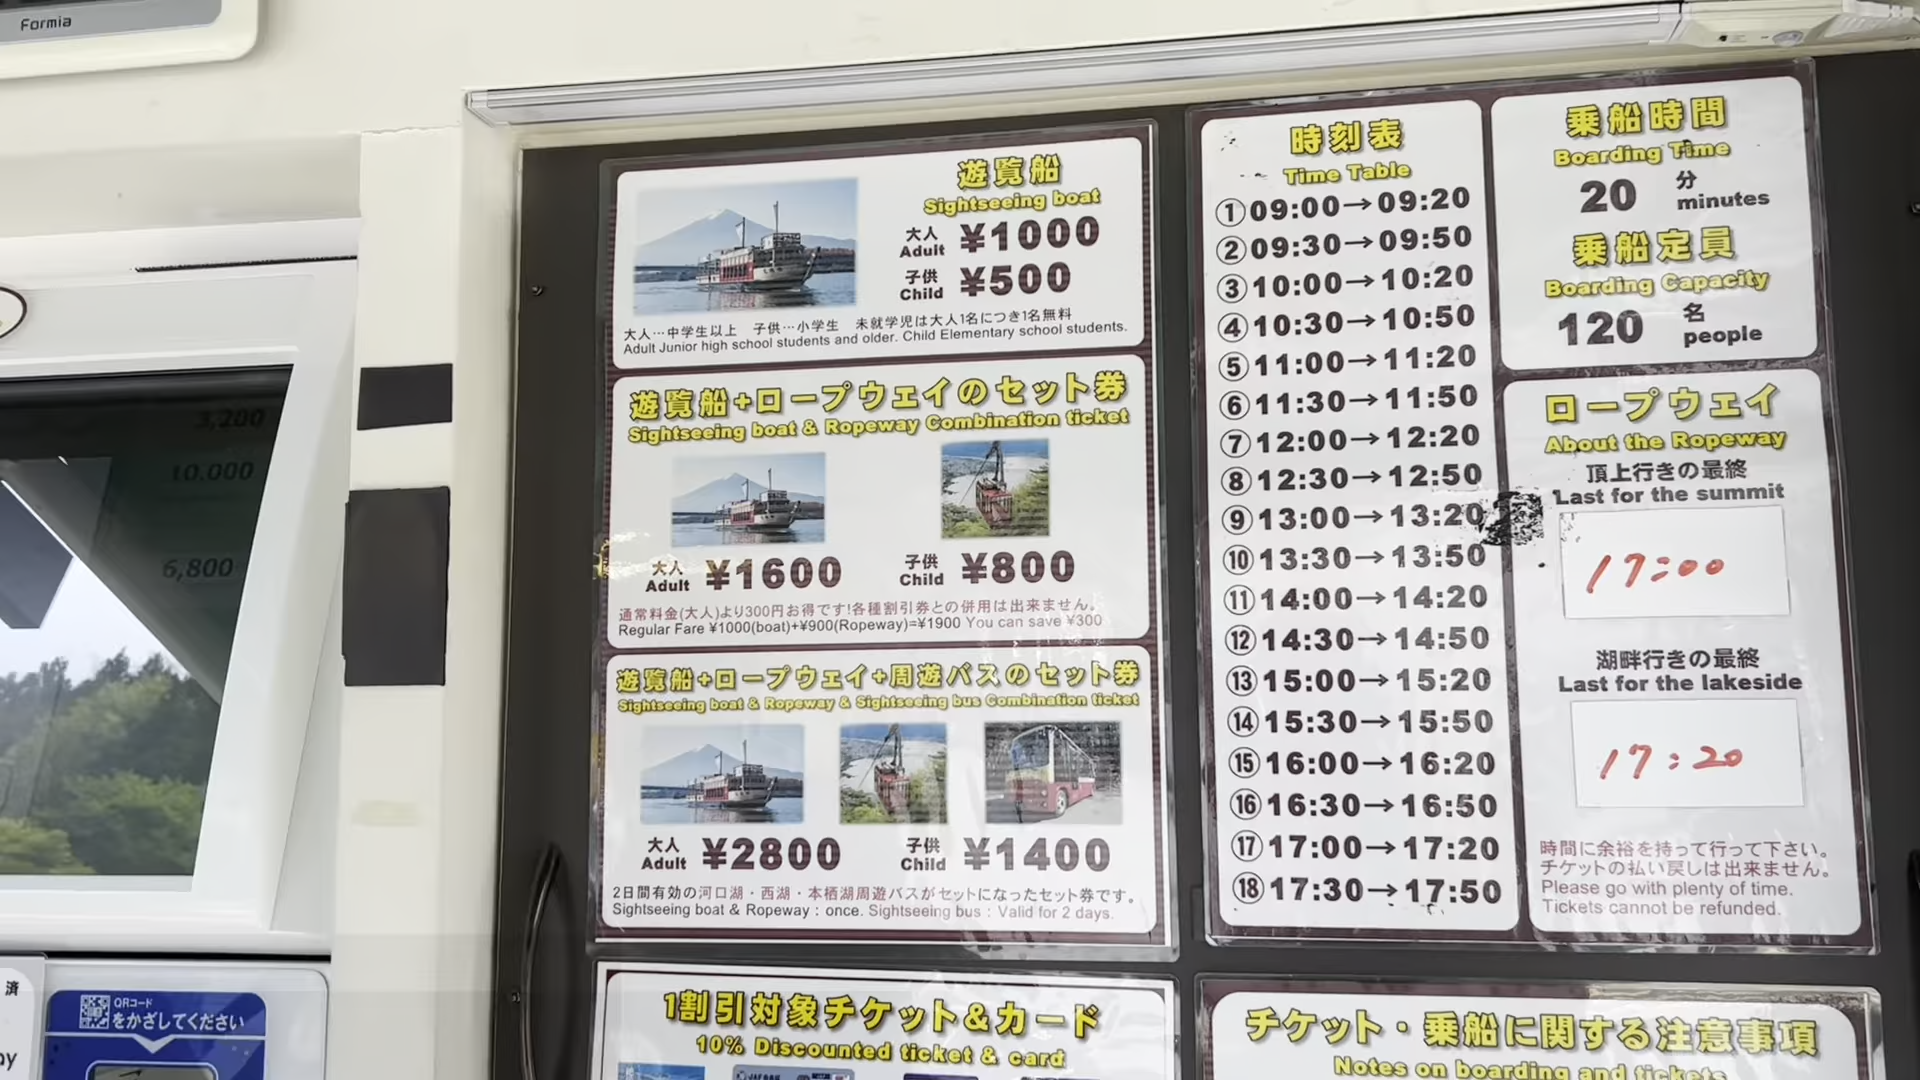 Formia
遊覧船
Sightseeing boat
大人 Adult ¥1000
子供 Child ¥500
大人…中学生以上　子供…小学生　未就学児は大人1名につき1名無料
Adult Junior high school students and older. Child Elementary school students.
遊覧船+ロープウェイのセット券
Sightseeing boat & Ropeway Combination ticket
大人 Adult ¥1600 子供 Child ¥800
通常料金(大人)より300円お得です!各種割引券との併用は出来ません。
Regular Fare ¥1000(boat)+¥900(Ropeway)=¥1900 You can save ¥300
遊覧船+ロープウェイ+周遊バスのセット券
Sightseeing boat & Ropeway & Sightseeing bus Combination ticket
大人 Adult ¥2800 子供 Child ¥1400
2日間有効の河口湖・西湖・本栖湖周遊バスがセットになったセット券です。
Sightseeing boat & Ropeway : once. Sightseeing bus : Valid for 2 days.
時刻表
Time Table
①09:00→09:20
②09:30→09:50
③10:00→10:20
④10:30→10:50
⑤11:00→11:20
⑥11:30→11:50
⑦12:00→12:20
⑧12:30→12:50
⑨13:00→13:20
⑩13:30→13:50
⑪14:00→14:20
⑫14:30→14:50
⑬15:00→15:20
⑭15:30→15:50
⑮16:00→16:20
⑯16:30→16:50
⑰17:00→17:20
⑱17:30→17:50
乗船時間
Boarding Time
20 分 minutes
乗船定員
Boarding Capacity
120 名 people
ロープウェイ
About the Ropeway
頂上行きの最終
Last for the summit
17:00
湖畔行きの最終
Last for the lakeside
17:20
時間に余裕を持って行って下さい。
チケットの払い戻しは出来ません。
Please go with plenty of time.
Tickets cannot be refunded.
3,200
10,000
6,800
済
QRコード
をかざしてください
1割引対象チケット&カード
10% Discounted ticket & card
チケット・乗船に関する注意事項
Notes on boarding and tickets